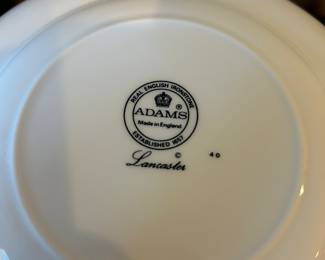 REAL ENGLISH IRONSTONE
ADAMS ®
Made in England
ESTABLISHED 1657
©
Lancaster
40